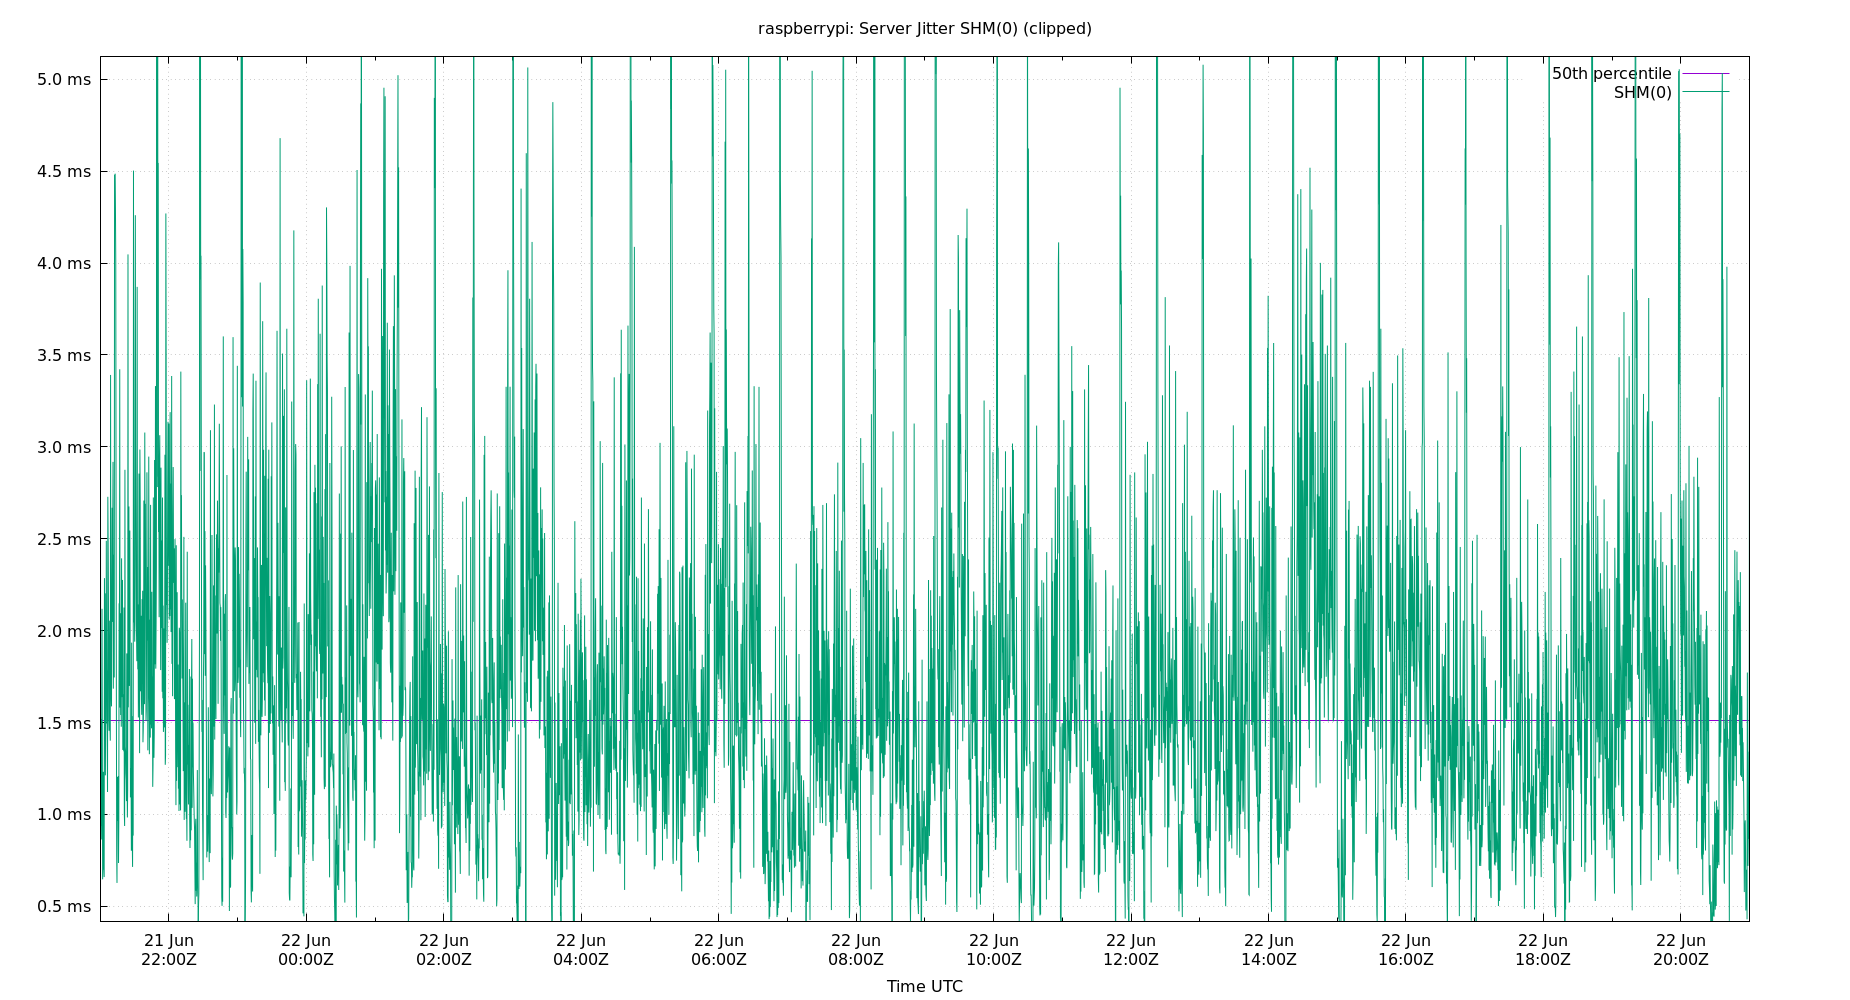 raspberrypi: Server Jitter SHM(0) (clipped)
50th percentile
SHM(0)
5.0 ms
4.5 ms
4.0 ms
3.5 ms
3.0 ms
2.5 ms
2.0 ms
1.5 ms
1.0 ms
0.5 ms
21 Jun 22 Jun 22 Jun 22 Jun 22 Jun 22 Jun 22 Jun 22 Jun 22 Jun 22 Jun 22 Jun 22 Jun
22:00Z 00:00Z 02:00Z 04:00Z 06:00Z 08:00Z 10:00Z 12:00Z 14:00Z 16:00Z 18:00Z 20:00Z
Time UTC